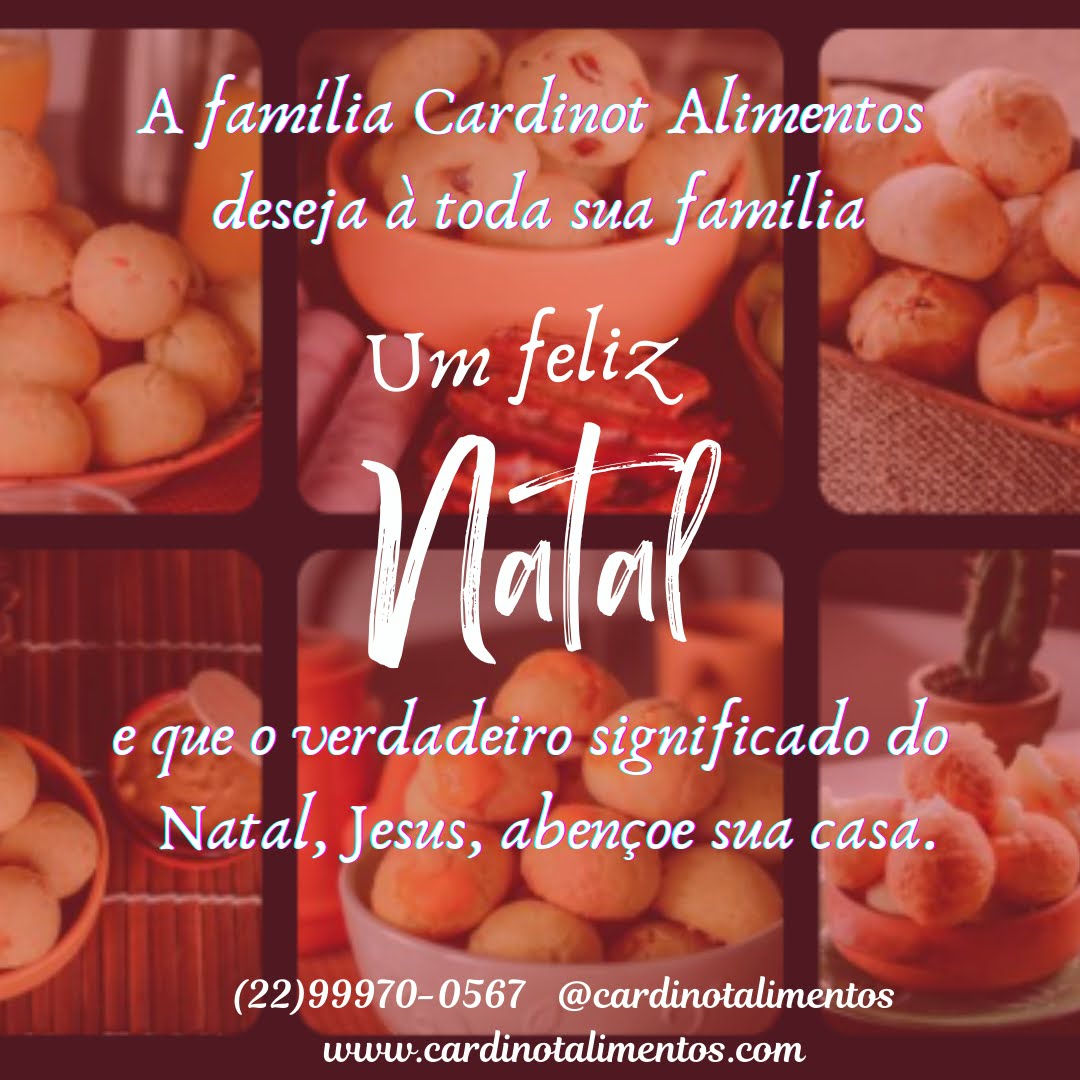 A família Cardinot Alimentos
deseja à toda sua família
Um feliz
Natal
e que o verdadeiro significado do
Natal, Jesus, abençoe sua casa.
(22)99970-0567 @cardinotalimentos
www.cardinotalimentos.com